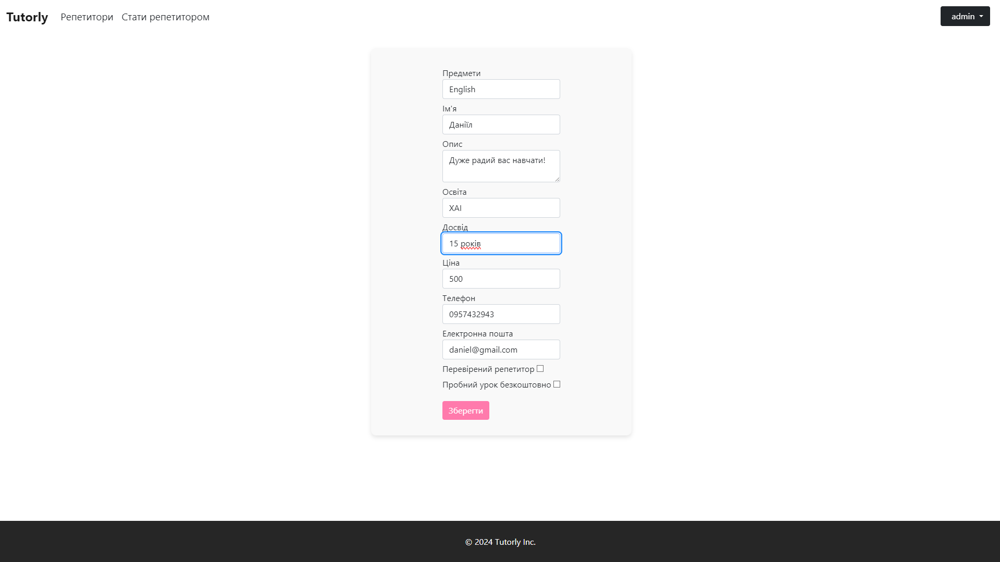 Tutorly Репетитори Стати репетитором admin
Предмети
English
Ім'я
Даніїл
Опис
Дуже радий вас навчати!
Освіта
ХАІ
Досвід
15 років
Ціна
500
Телефон
0957432943
Електронна пошта
daniel@gmail.com
Перевірений репетитор
Пробний урок безкоштовно
Зберегти
© 2024 Tutorly Inc.